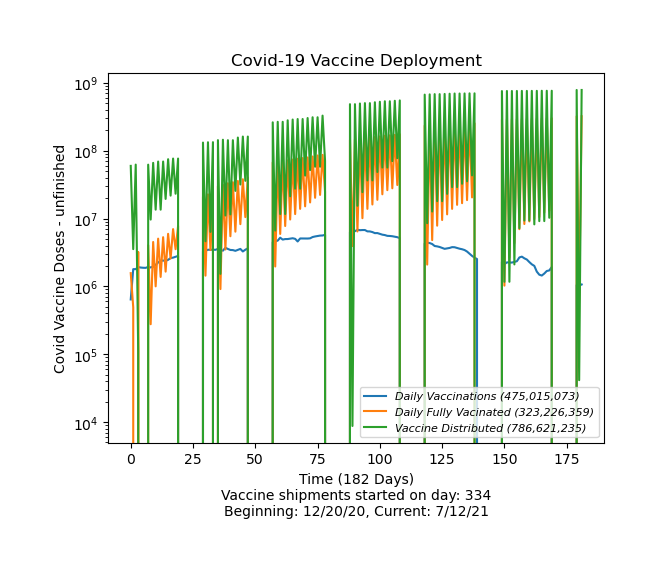 Covid-19 Vaccine Deployment
10⁹
10⁸
10⁷
10⁶
10⁵
10⁴
Covid Vaccine Doses - unfinished
Daily Vaccinations (475,015,073)
Daily Fully Vacinated (323,226,359)
Vaccine Distributed (786,621,235)
0 25 50 75 100 125 150 175
Time (182 Days)
Vaccine shipments started on day: 334
Beginning: 12/20/20, Current: 7/12/21